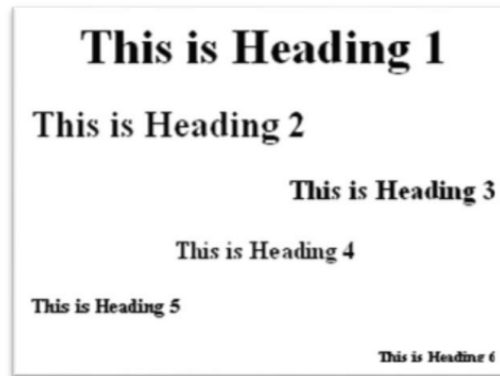 This is Heading 1
This is Heading 2
This is Heading 3
This is Heading 4
This is Heading 5
This is Heading 6